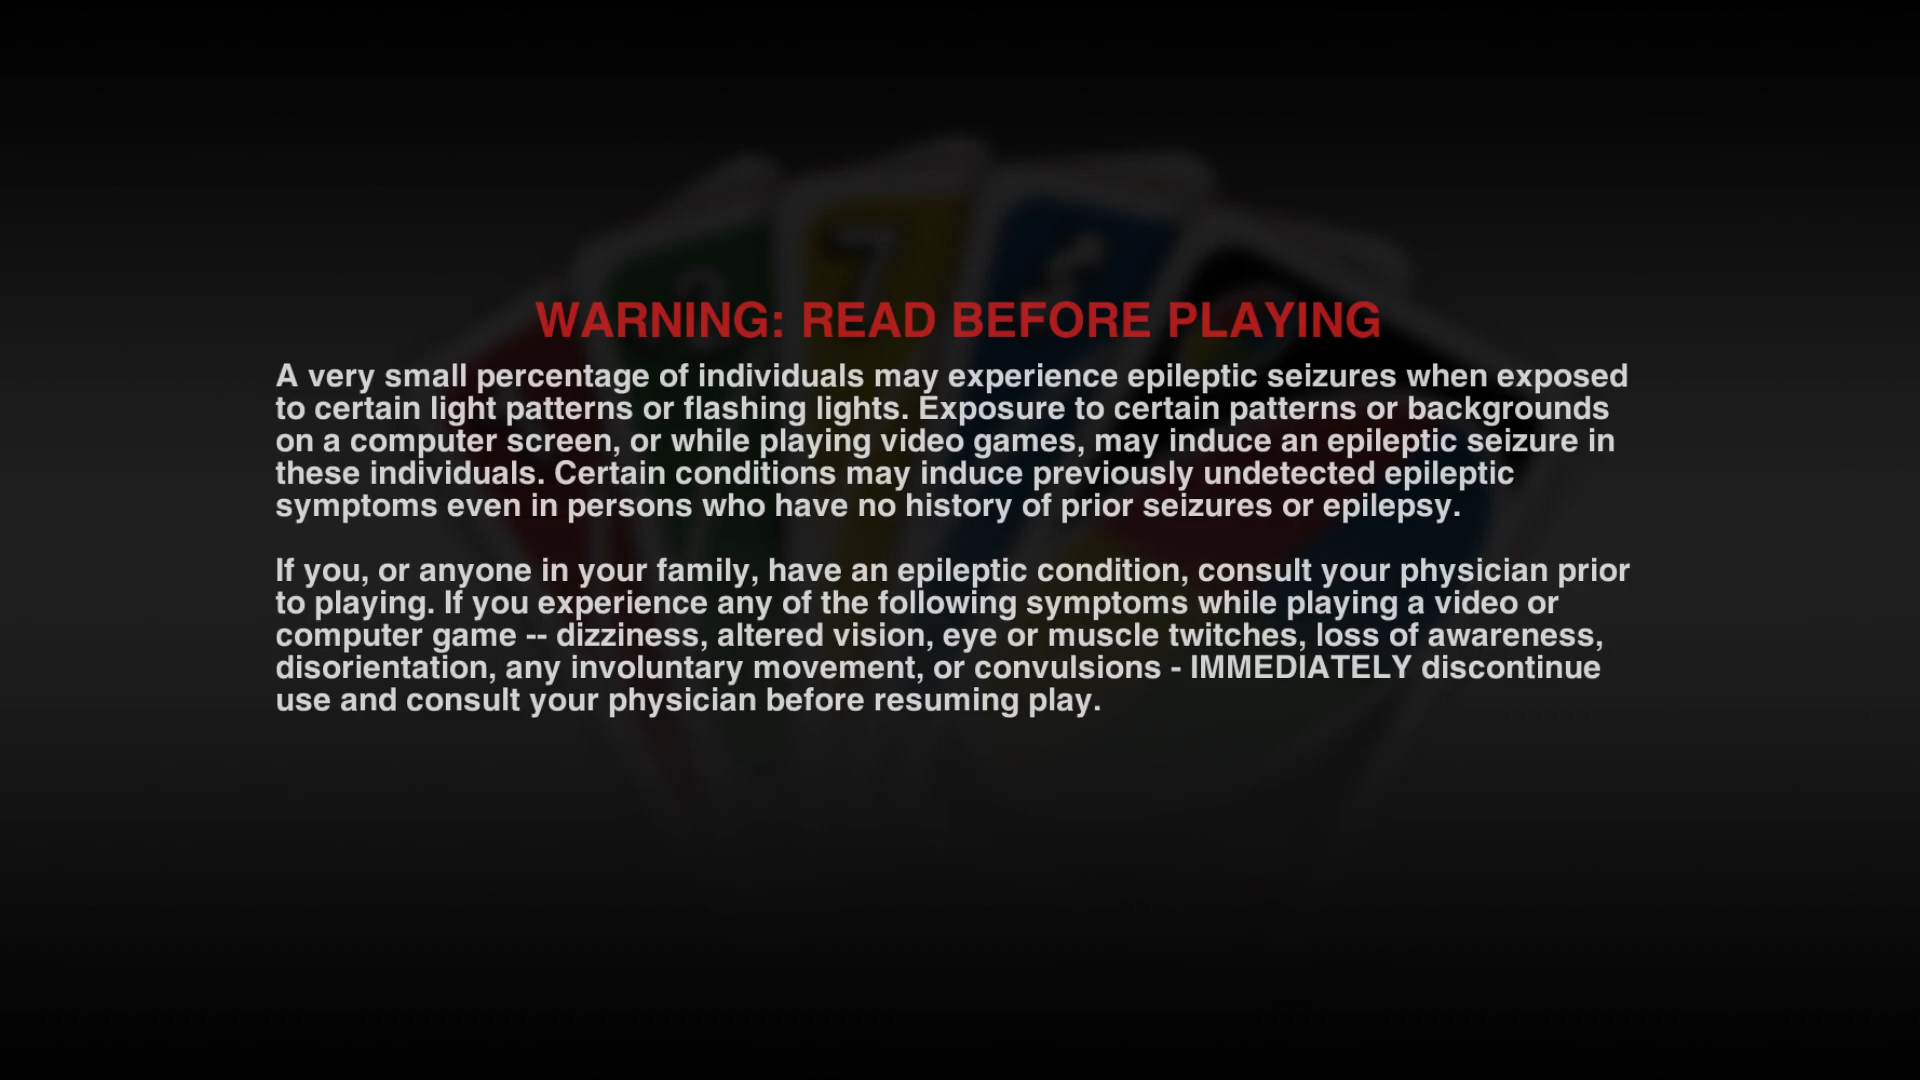 WARNING: READ BEFORE PLAYING
A very small percentage of individuals may experience epileptic seizures when exposed
to certain light patterns or flashing lights. Exposure to certain patterns or backgrounds
on a computer screen, or while playing video games, may induce an epileptic seizure in
these individuals. Certain conditions may induce previously undetected epileptic
symptoms even in persons who have no history of prior seizures or epilepsy.
If you, or anyone in your family, have an epileptic condition, consult your physician prior
to playing. If you experience any of the following symptoms while playing a video or
computer game -- dizziness, altered vision, eye or muscle twitches, loss of awareness,
disorientation, any involuntary movement, or convulsions - IMMEDIATELY discontinue
use and consult your physician before resuming play.